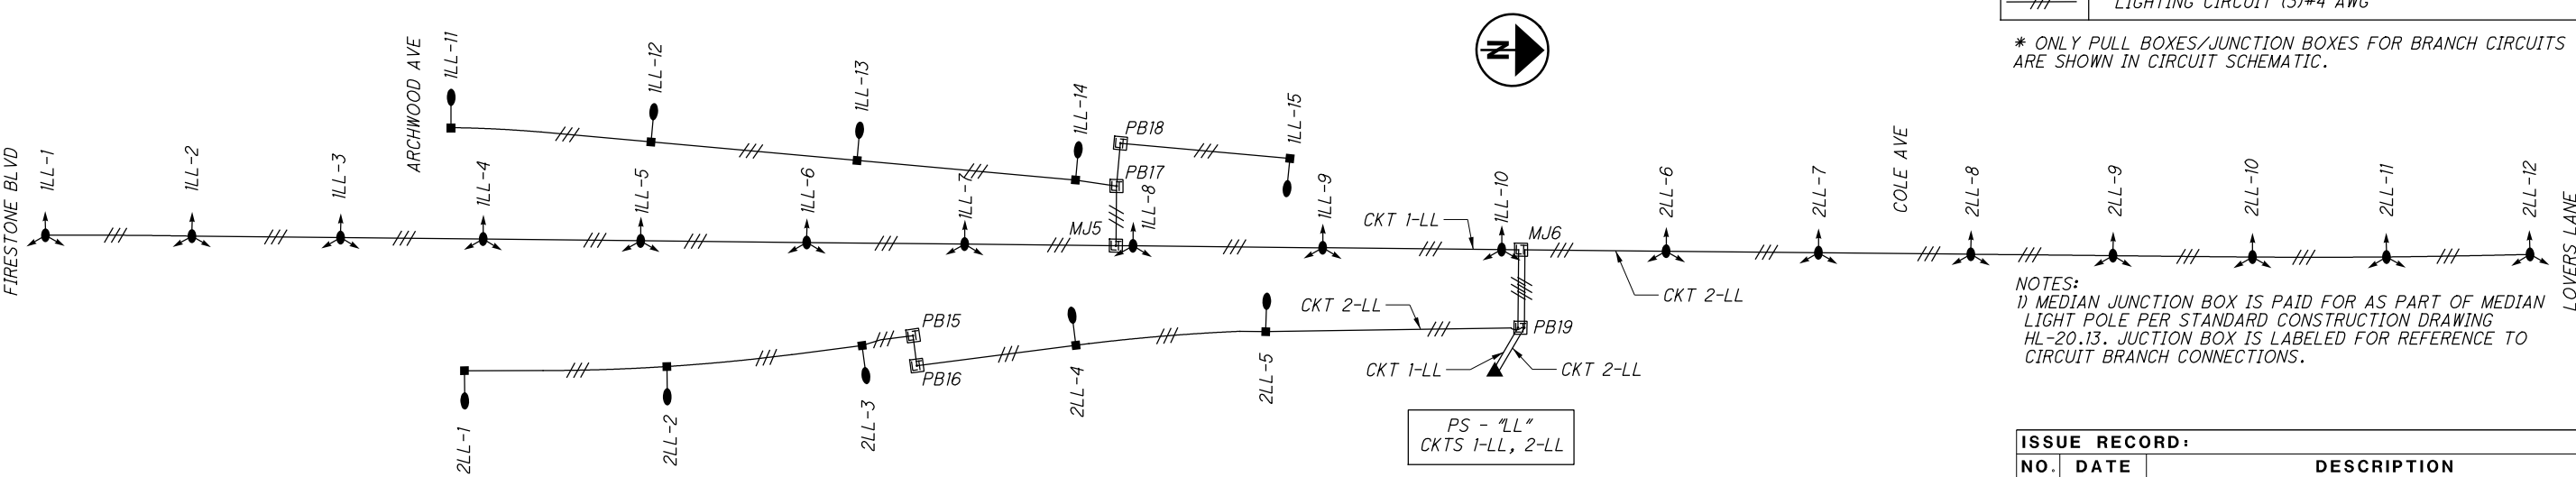 LIGHTING CIRCUIT (3)#4 AWG
* ONLY PULL BOXES/JUNCTION BOXES FOR BRANCH CIRCUITS
ARE SHOWN IN CIRCUIT SCHEMATIC.
N
FIRESTONE BLVD
ARCHWOOD AVE
COLE AVE
LOVERS LANE
1LL-11
1LL-12
1LL-13
1LL-14
1LL-15
PB18
PB17
1LL-1
1LL-2
1LL-3
1LL-4
1LL-5
1LL-6
1LL-7
MJ5
1LL-8
1LL-9
CKT 1-LL
1LL-10
MJ6
2LL-6
2LL-7
2LL-8
2LL-9
2LL-10
2LL-11
2LL-12
CKT 2-LL
CKT 2-LL
PB15
PB16
PB19
2LL-1
2LL-2
2LL-3
2LL-4
2LL-5
CKT 1-LL
CKT 2-LL
PS - "LL"
CKTS 1-LL, 2-LL
NOTES:
1) MEDIAN JUNCTION BOX IS PAID FOR AS PART OF MEDIAN
LIGHT POLE PER STANDARD CONSTRUCTION DRAWING
HL-20.13. JUCTION BOX IS LABELED FOR REFERENCE TO
CIRCUIT BRANCH CONNECTIONS.
ISSUE RECORD:
NO. DATE DESCRIPTION